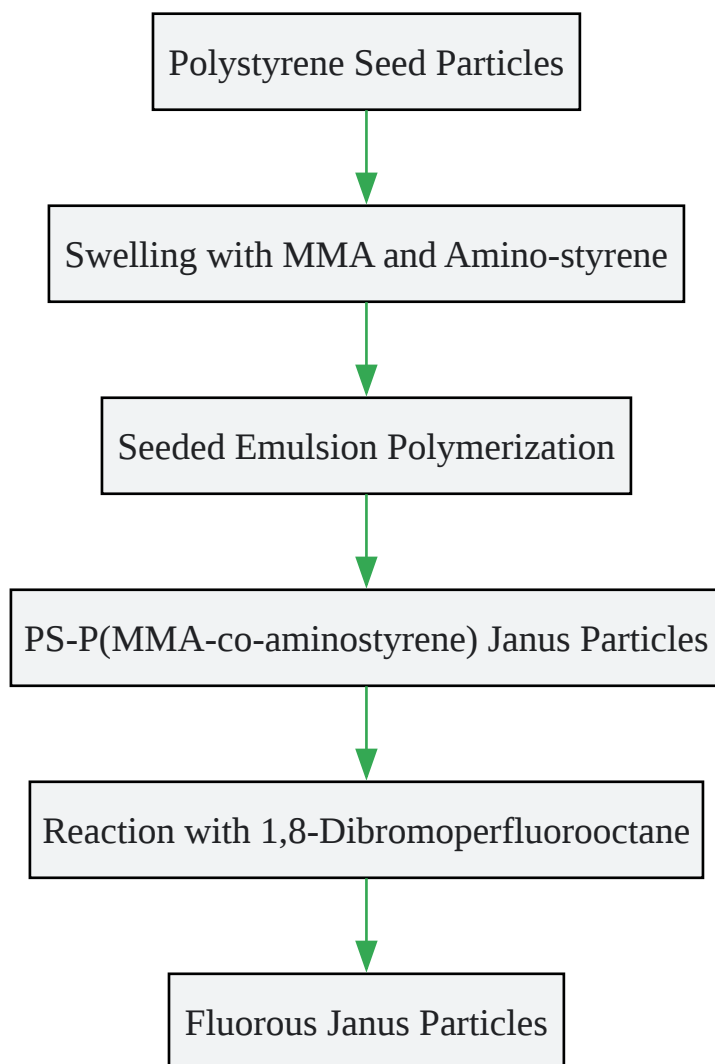 Polystyrene Seed Particles
Swelling with MMA and Amino-styrene
Seeded Emulsion Polymerization
PS-P(MMA-co-aminostyrene) Janus Particles
Reaction with 1,8-Dibromoperfluorooctane
Fluorous Janus Particles